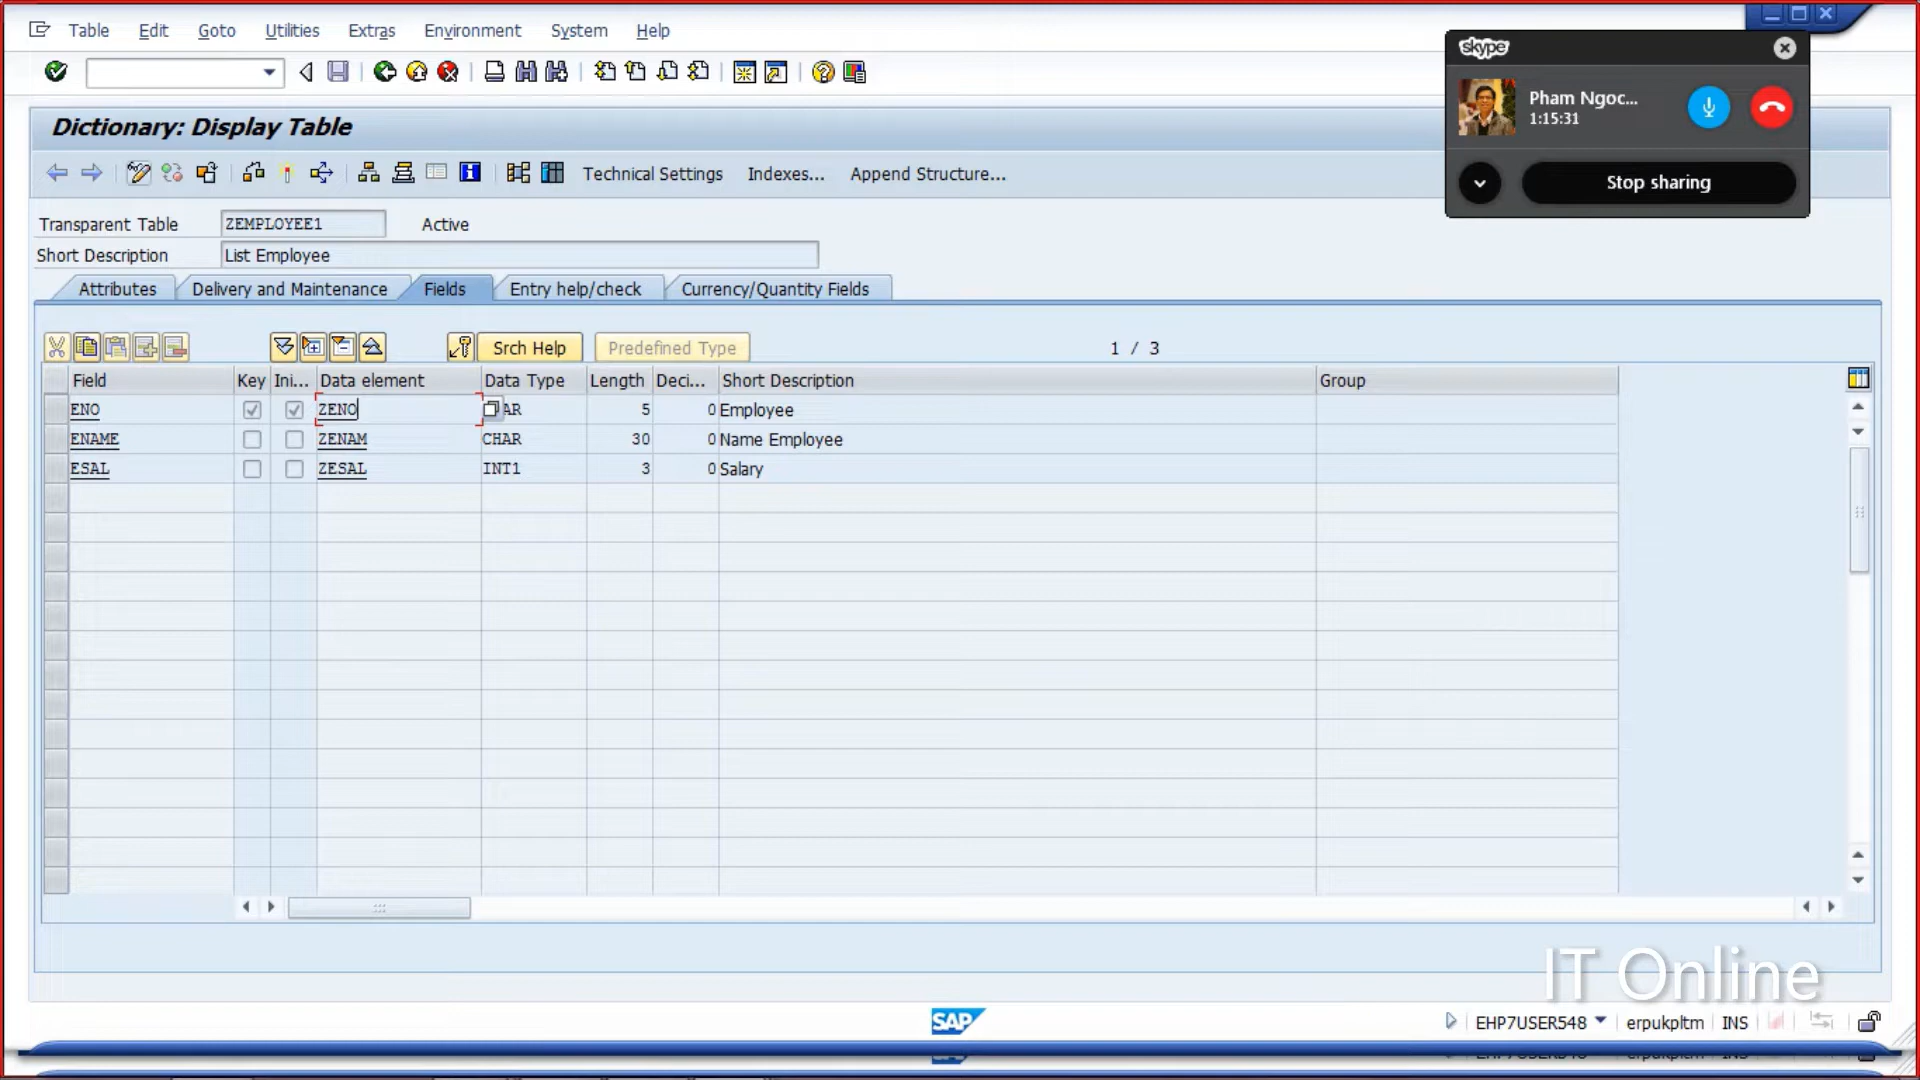 Table Edit Goto Utilities Extras Environment System Help
skype
Pham Ngoc...
1:15:31
Stop sharing
Dictionary: Display Table
Technical Settings Indexes... Append Structure...
Transparent Table ZEMPLOYEE1 Active
Short Description List Employee
Attributes Delivery and Maintenance Fields Entry help/check Currency/Quantity Fields
Srch Help Predefined Type 1 / 3
Field Key Ini... Data element Data Type Length Deci... Short Description Group
ENO ZENO AR 5 0 Employee
ENAME ZENAM CHAR 30 0 Name Employee
ESAL ZESAL INT1 3 0 Salary
IT Online
SAP
EHP7USER548 erpukpltm INS